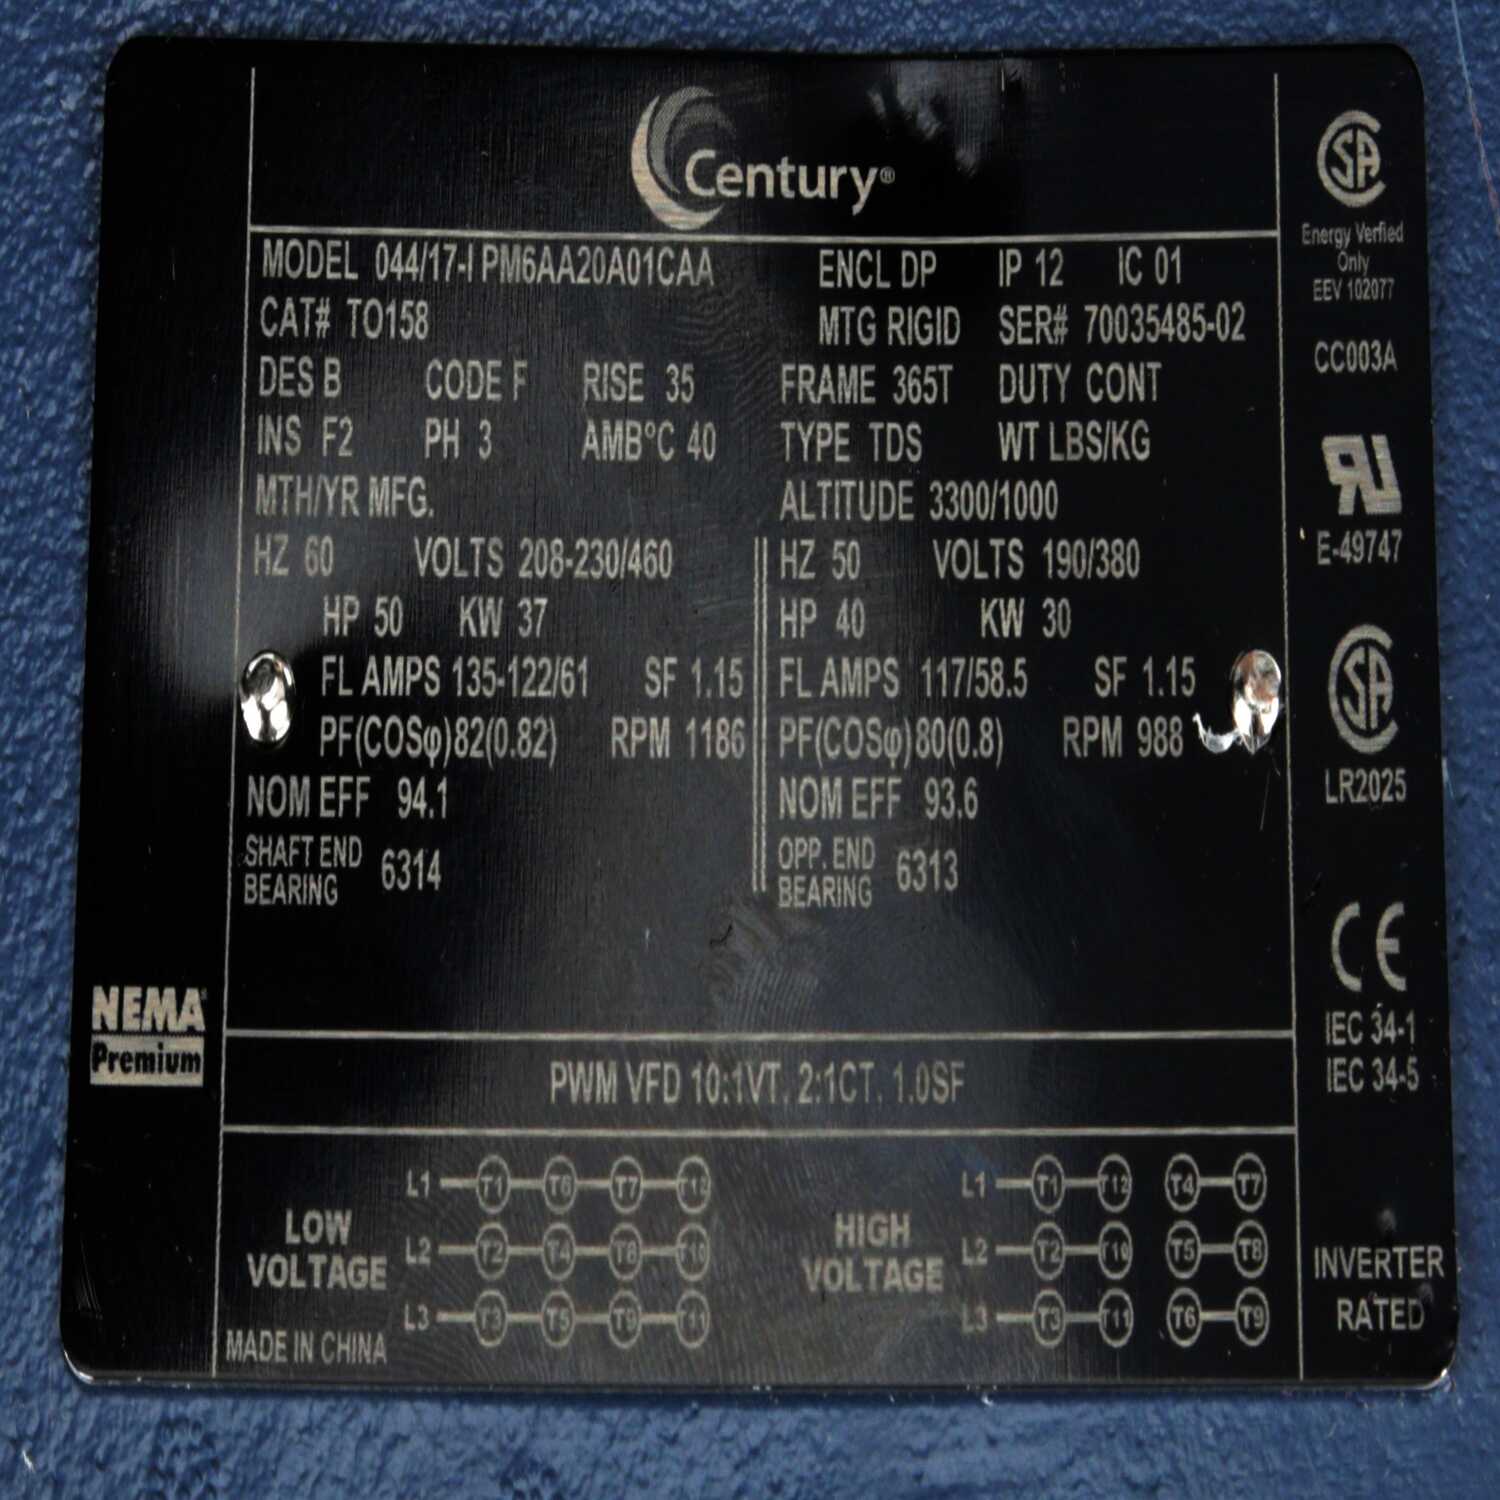 Century®
MODEL 044/17-I PM6AA20A01CAA ENCL DP IP 12 IC 01
CAT# TO158 MTG RIGID SER# 70035485-02
DES B CODE F RISE 35 FRAME 365T DUTY CONT
INS F2 PH 3 AMB°C 40 TYPE TDS WT LBS/KG
MTH/YR MFG. ALTITUDE 3300/1000
HZ 60 VOLTS 208-230/460
HP 50 KW 37
FL AMPS 135-122/61 SF 1.15
PF(COSφ)82(0.82) RPM 1186
NOM EFF 94.1
SHAFT END
BEARING 6314
HZ 50 VOLTS 190/380
HP 40 KW 30
FL AMPS 117/58.5 SF 1.15
PF(COSφ)80(0.8) RPM 988
NOM EFF 93.6
OPP. END
BEARING 6313
NEMA
Premium
PWM VFD 10:1VT. 2:1CT. 1.0SF
LOW
VOLTAGE
L1 T1 T6 T7 T12
L2 T2 T4 T8 T10
L3 T3 T5 T9 T11
HIGH
VOLTAGE
L1 T1 T12 T4 T7
L2 T2 T10 T5 T8
L3 T3 T11 T6 T9
MADE IN CHINA
SA
Energy Verfied
Only
EEV 102077
CC003A
RU
E-49747
SA
LR2025
CE
IEC 34-1
IEC 34-5
INVERTER
RATED